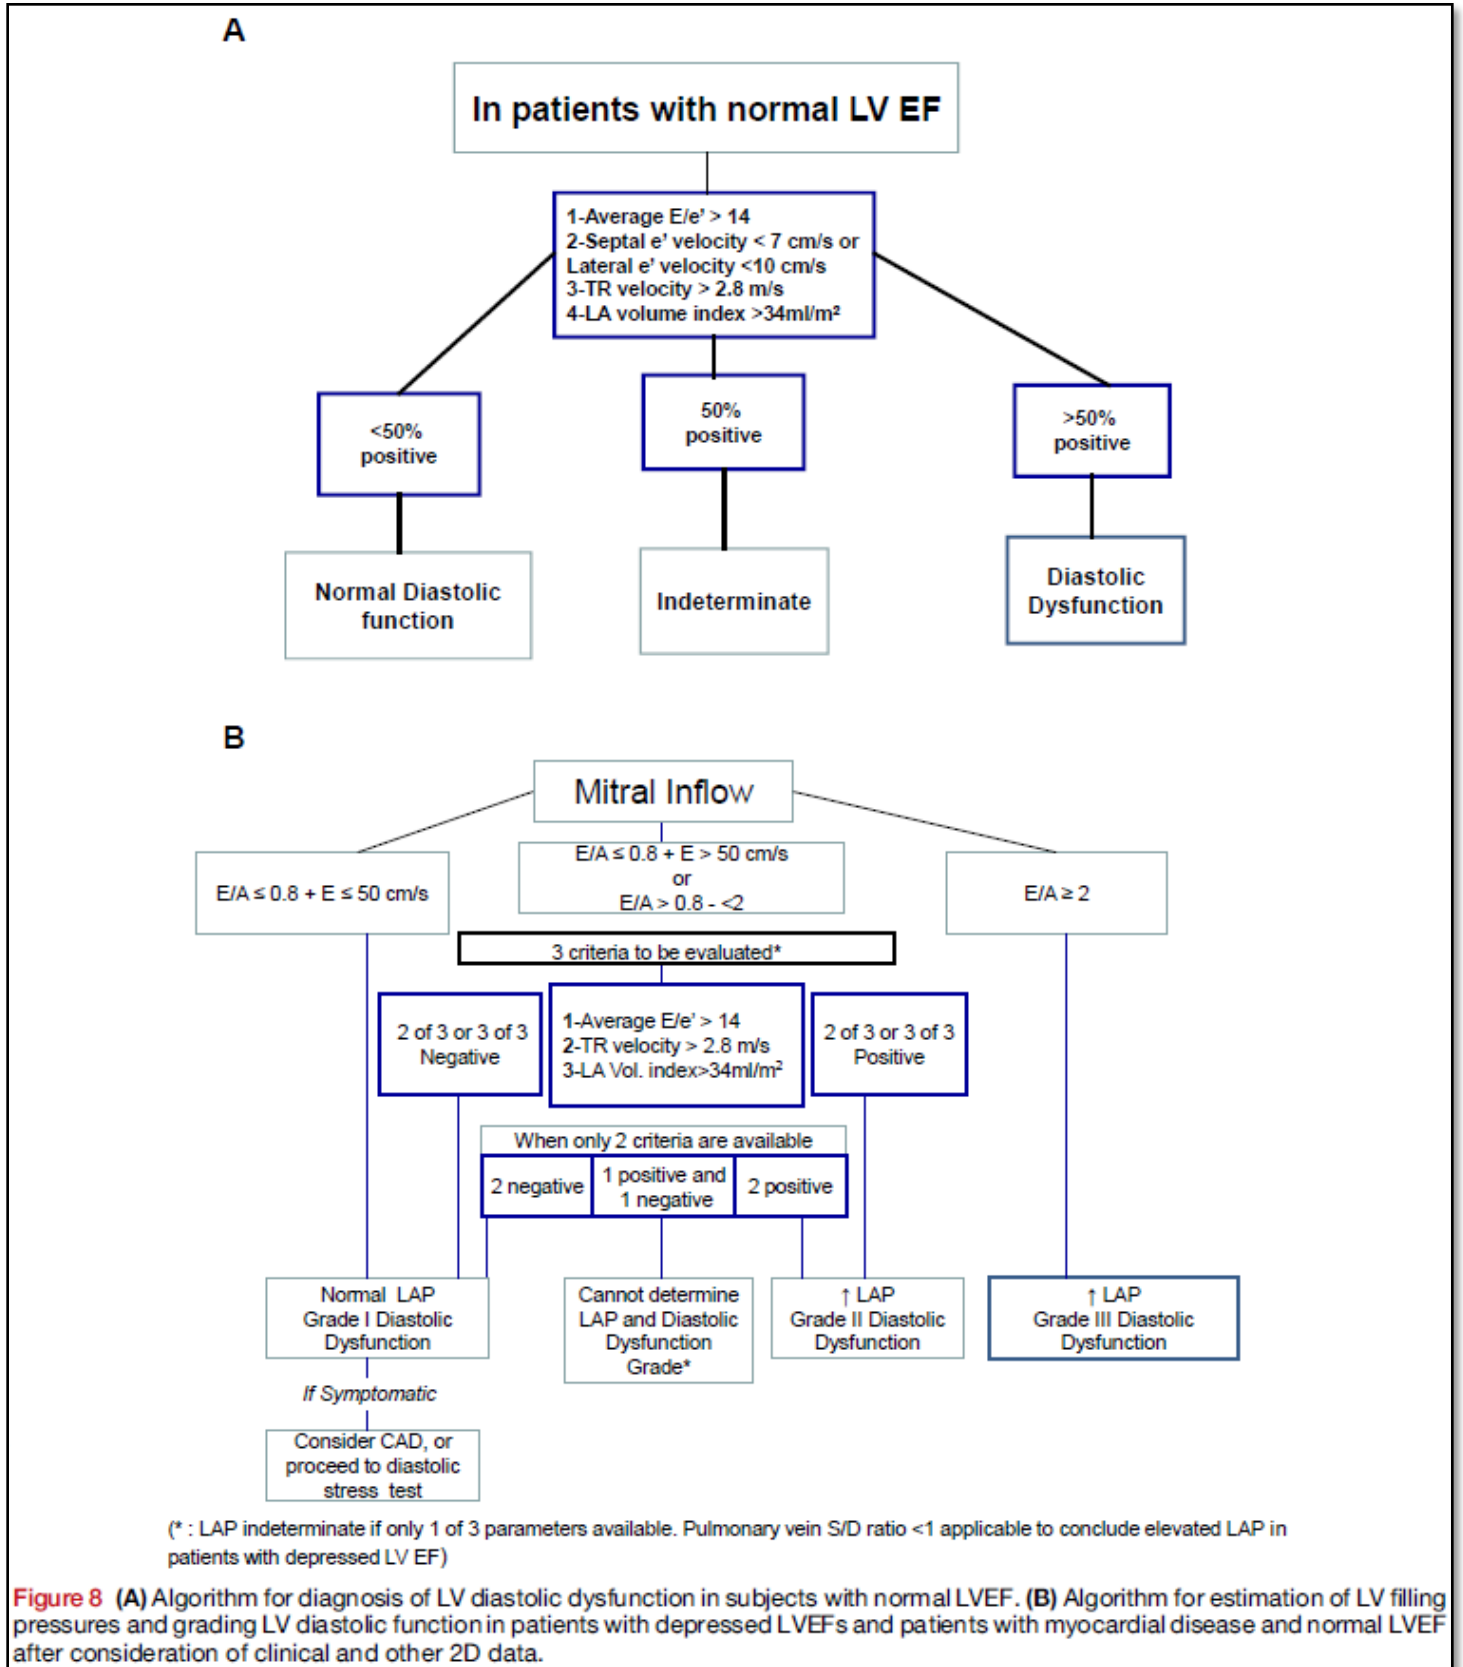 A
In patients with normal LV EF
1-Average E/e' > 14
2-Septal e' velocity < 7 cm/s or
Lateral e' velocity <10 cm/s
3-TR velocity > 2.8 m/s
4-LA volume index >34ml/m²
<50%
positive
50%
positive
>50%
positive
Normal Diastolic
function
Indeterminate
Diastolic
Dysfunction
B
Mitral Inflow
E/A ≤ 0.8 + E ≤ 50 cm/s
E/A ≤ 0.8 + E > 50 cm/s
or
E/A > 0.8 - <2
E/A ≥ 2
3 criteria to be evaluated*
2 of 3 or 3 of 3
Negative
1-Average E/e' > 14
2-TR velocity > 2.8 m/s
3-LA Vol. index>34ml/m²
2 of 3 or 3 of 3
Positive
When only 2 criteria are available
2 negative
1 positive and
1 negative
2 positive
Normal LAP
Grade I Diastolic
Dysfunction
Cannot determine
LAP and Diastolic
Dysfunction
Grade*
↑ LAP
Grade II Diastolic
Dysfunction
↑ LAP
Grade III Diastolic
Dysfunction
If Symptomatic
Consider CAD, or
proceed to diastolic
stress test
(* : LAP indeterminate if only 1 of 3 parameters available. Pulmonary vein S/D ratio <1 applicable to conclude elevated LAP in
patients with depressed LV EF)
Figure 8 (A) Algorithm for diagnosis of LV diastolic dysfunction in subjects with normal LVEF. (B) Algorithm for estimation of LV filling
pressures and grading LV diastolic function in patients with depressed LVEFs and patients with myocardial disease and normal LVEF
after consideration of clinical and other 2D data.